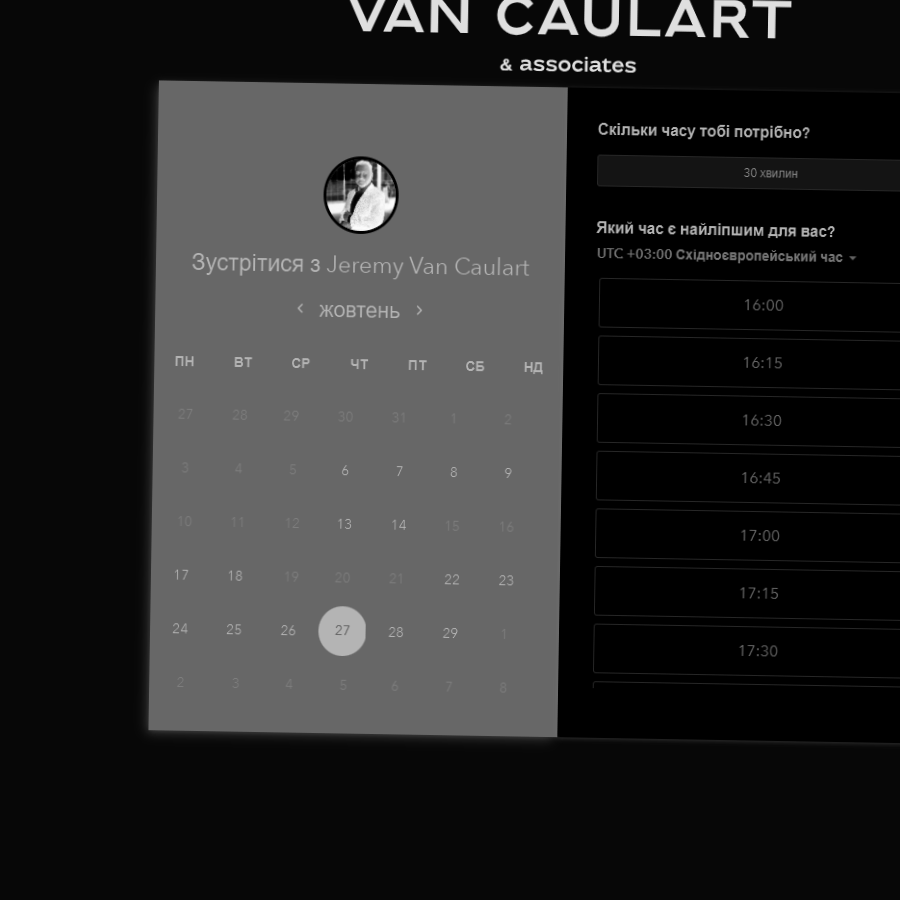 VAN CAULART
& associates
Зустрітися з Jeremy Van Caulart
жовтень
ПН ВТ СР ЧТ ПТ СБ НД
27 28 29 30 31 1 2
3 4 5 6 7 8 9
10 11 12 13 14 15 16
17 18 19 20 21 22 23
24 25 26 27 28 29 1
2 3 4 5 6 7 8
Скільки часу тобі потрібно?
30 хвилин
Який час є найліпшим для вас?
UTC +03:00 Східноєвропейський час
16:00
16:15
16:30
16:45
17:00
17:15
17:30